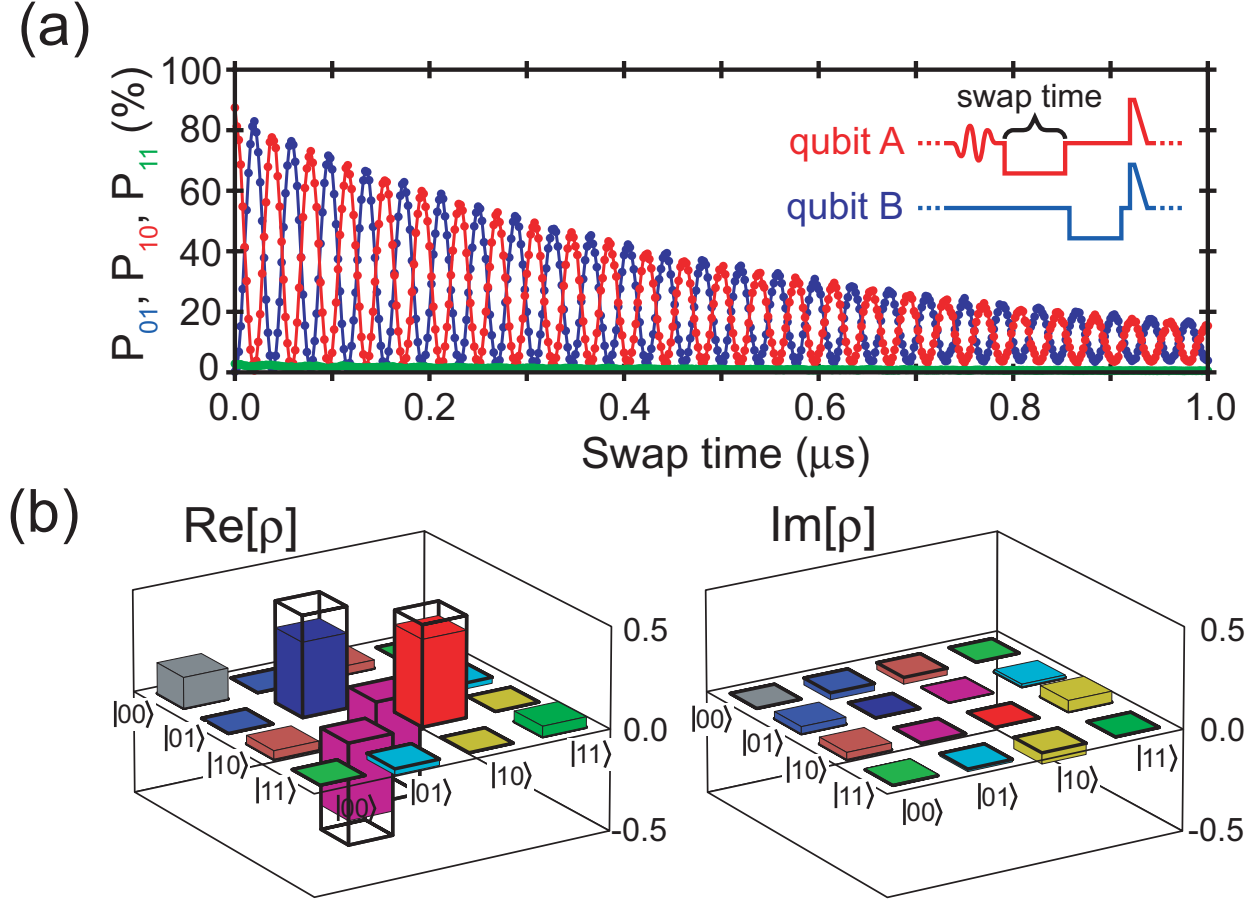 (a)
P01, P10, P11 (%)
100
80
60
40
20
0
0.0 0.2 0.4 0.6 0.8 1.0
Swap time (μs)
swap time
qubit A
qubit B
(b)
Re[ρ]
0.5
0.0
-0.5
|00⟩
|01⟩
|10⟩
|11⟩
|00⟩
|01⟩
|10⟩
|11⟩
Im[ρ]
0.5
0.0
-0.5
|00⟩
|01⟩
|10⟩
|11⟩
|00⟩
|01⟩
|10⟩
|11⟩